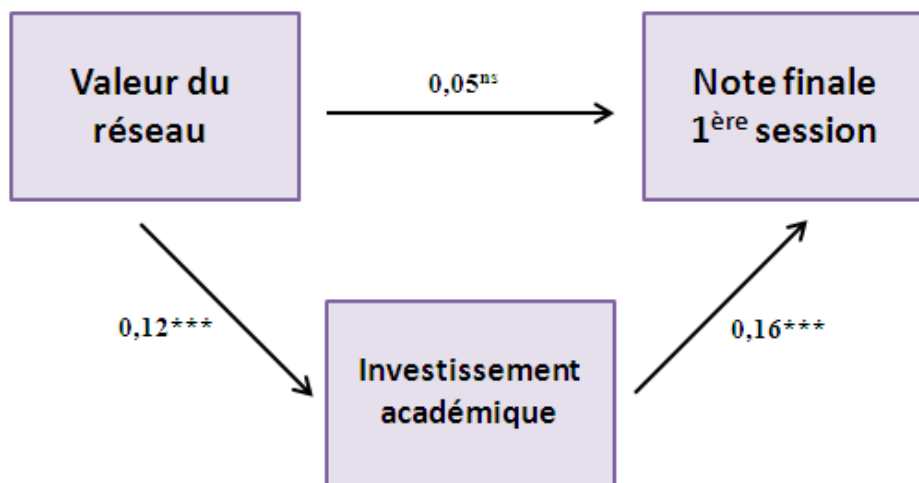 Valeur du
réseau
0,05ns
Note finale
1ère session
0,12***
0,16***
Investissement
académique